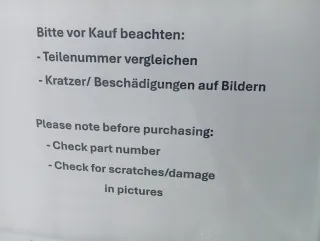 Bitte vor Kauf beachten:
- Teilenummer vergleichen
- Kratzer/ Beschädigungen auf Bildern
Please note before purchasing:
- Check part number
- Check for scratches/damage
in pictures